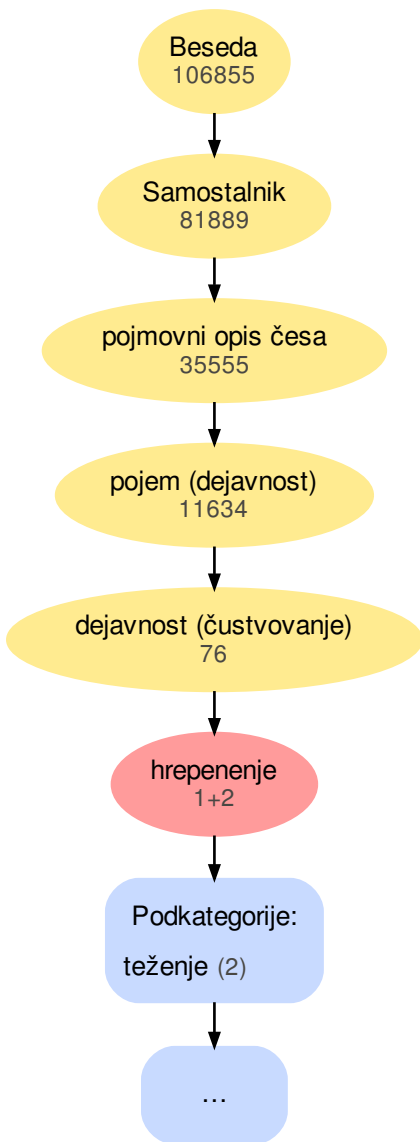 Beseda
106855
Samostalnik
81889
pojmovni opis česa
35555
pojem (dejavnost)
11634
dejavnost (čustvovanje)
76
hrepenenje
1+2
Podkategorije:
teženje (2)
...